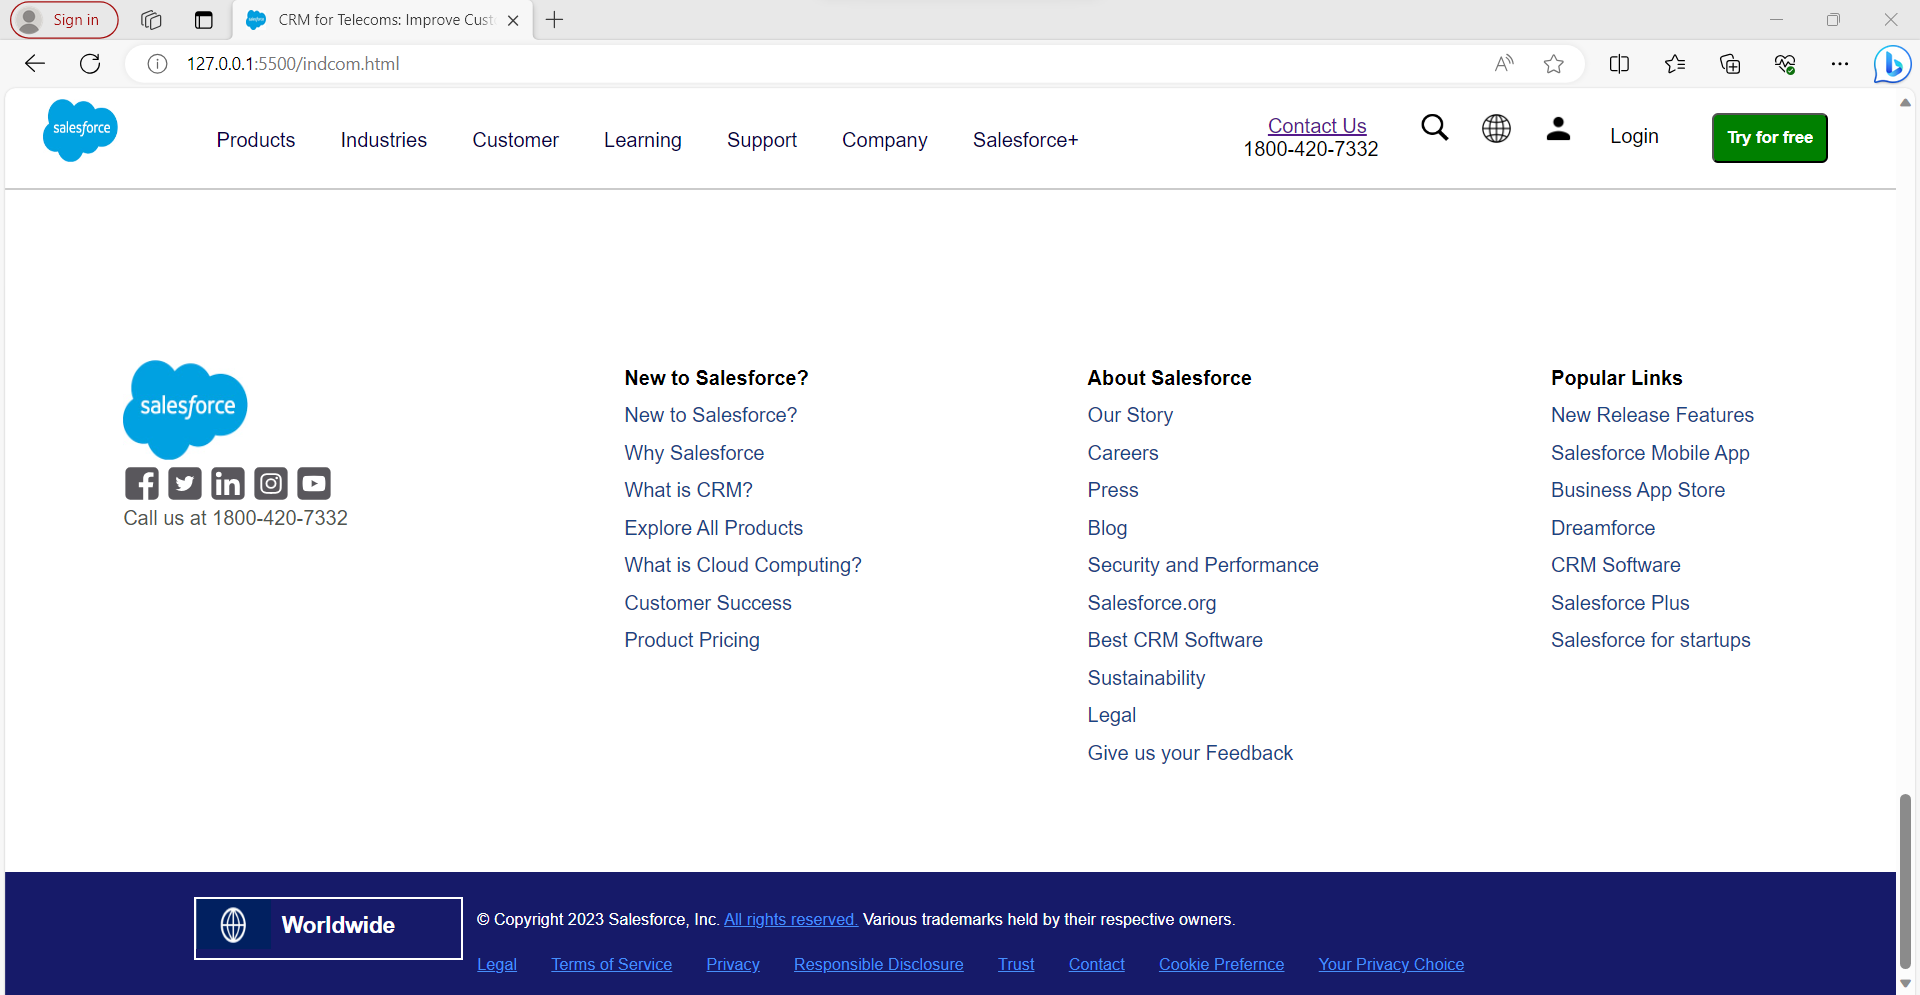 Sign in
CRM for Telecoms: Improve Cust
127.0.0.1:5500/indcom.html
salesforce
Products Industries Customer Learning Support Company Salesforce+
Contact Us
1800-420-7332
Login
Try for free
salesforce
Call us at 1800-420-7332
New to Salesforce?
New to Salesforce?
Why Salesforce
What is CRM?
Explore All Products
What is Cloud Computing?
Customer Success
Product Pricing
About Salesforce
Our Story
Careers
Press
Blog
Security and Performance
Salesforce.org
Best CRM Software
Sustainability
Legal
Give us your Feedback
Popular Links
New Release Features
Salesforce Mobile App
Business App Store
Dreamforce
CRM Software
Salesforce Plus
Salesforce for startups
Worldwide
© Copyright 2023 Salesforce, Inc. All rights reserved. Various trademarks held by their respective owners.
Legal Terms of Service Privacy Responsible Disclosure Trust Contact Cookie Prefernce Your Privacy Choice